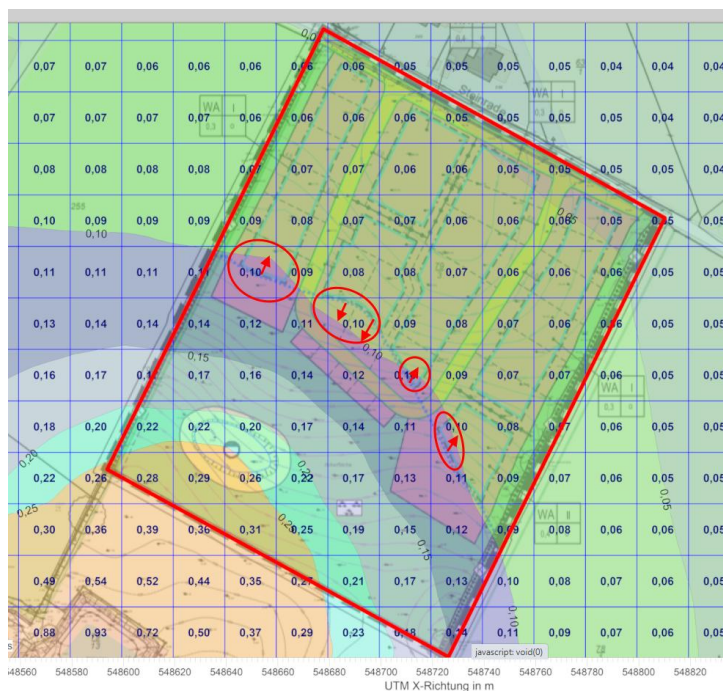 0,07 0,07 0,06 0,06 0,06 0,06 0,06 0,05 0,05 0,05 0,05 0,04 0,04 0,04
Steinrade
WA I
0,3
WA I
0,3
0,07 0,07 0,07 0,07 0,06 0,06 0,06 0,06 0,05 0,05 0,05 0,05 0,04 0,04
0,08 0,08 0,08 0,08 0,07 0,07 0,07 0,06 0,06 0,05 0,05 0,05 0,05 0,04
265
0,05
0,10 0,09 0,09 0,09 0,09 0,08 0,07 0,07 0,06 0,06 0,06 0,05 0,05 0,05
0,10
0,11 0,11 0,11 0,11 0,10 0,09 0,08 0,08 0,07 0,06 0,06 0,06 0,05 0,05
0,13 0,14 0,14 0,14 0,12 0,11 0,10 0,09 0,08 0,07 0,06 0,06 0,05 0,05
0,15
0,10
0,16 0,17 0,17 0,16 0,14 0,12 0,09 0,07 0,07 0,06 0,05 0,05
WA I
0,3
0,18 0,20 0,22 0,22 0,20 0,17 0,14 0,11 0,10 0,08 0,07 0,06 0,05 0,05
0,20
0,22 0,26 0,28 0,29 0,26 0,22 0,17 0,13 0,11 0,09 0,07 0,06 0,05 0,05
0,25
0,25
0,05
WA II
0,30 0,36 0,39 0,36 0,31 0,25 0,19 0,15 0,12 0,09 0,08 0,06 0,06 0,05
0,15
0,49 0,54 0,52 0,44 0,35 0,27 0,21 0,17 0,13 0,10 0,08 0,07 0,06 0,05
0,10
0,88 0,93 0,72 0,50 0,37 0,29 0,23 0,18 0,14 0,11 0,09 0,07 0,06 0,05
javascript: void(0)
548560 548580 548600 548620 548640 548660 548680 548700 548720 548740 548760 548780 548800 548820
UTM X-Richtung in m